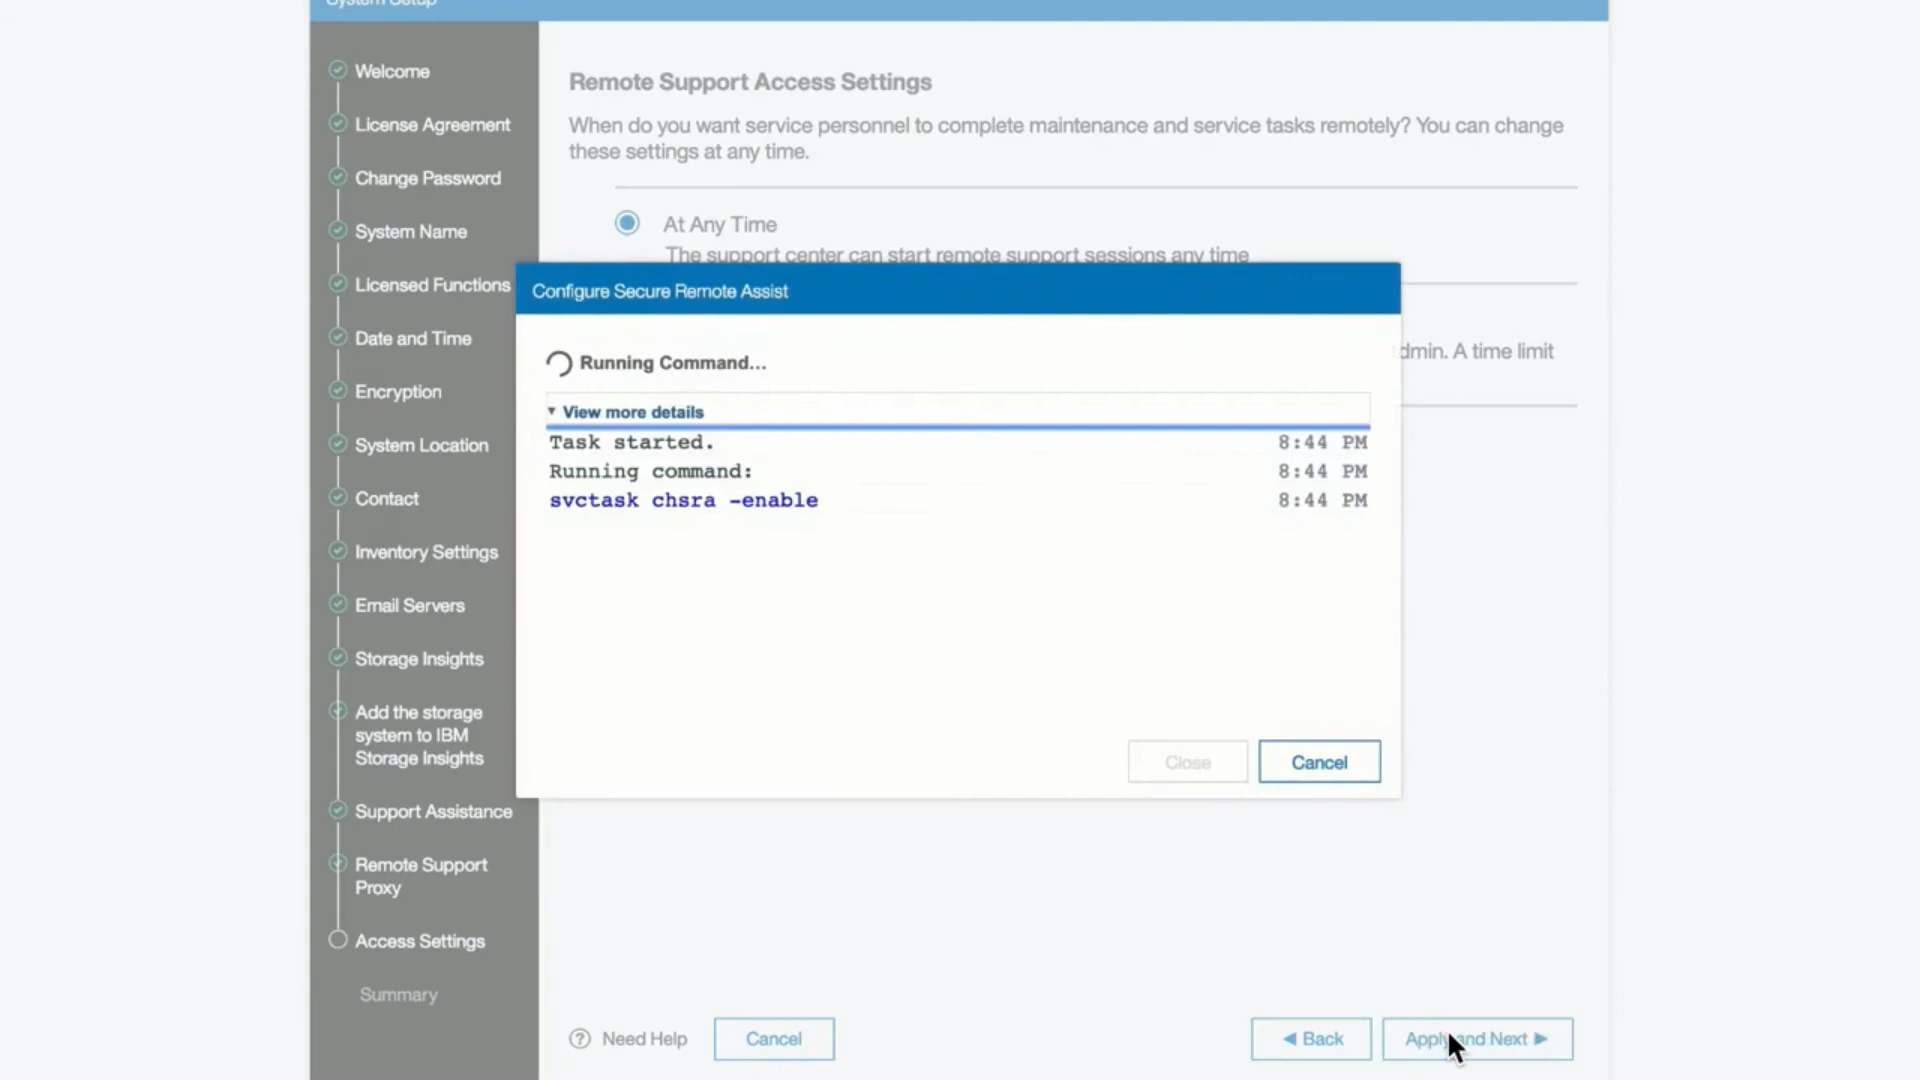 System Setup
Welcome
License Agreement
Change Password
System Name
Licensed Functions
Date and Time
Encryption
System Location
Contact
Inventory Settings
Email Servers
Storage Insights
Add the storage
system to IBM
Storage Insights
Support Assistance
Remote Support
Proxy
Access Settings
Summary
Remote Support Access Settings
When do you want service personnel to complete maintenance and service tasks remotely? You can change
these settings at any time.
At Any Time
The support center can start remote support sessions any time
dmin. A time limit
Configure Secure Remote Assist
Running Command...
View more details
Task started. 8:44 PM
Running command: 8:44 PM
svctask chsra -enable 8:44 PM
Close Cancel
? Need Help Cancel Back Apply and Next